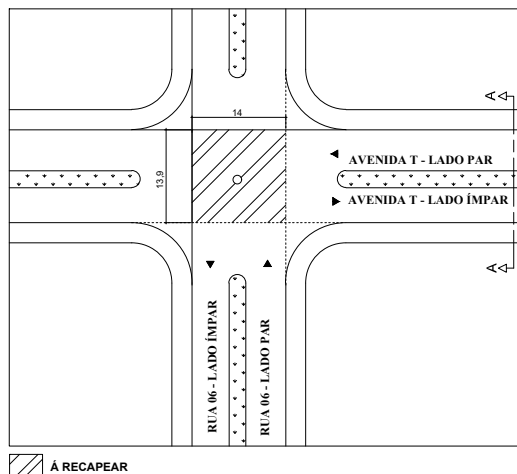 14
A
13,9
AVENIDA T - LADO PAR
AVENIDA T - LADO ÍMPAR
A
RUA 06 - LADO ÍMPAR
RUA 06 - LADO PAR
Á RECAPEAR